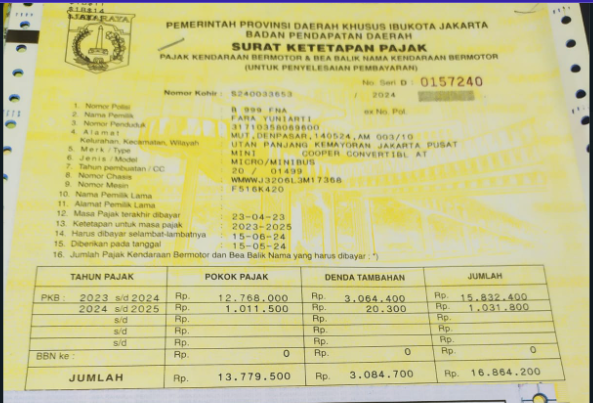 818414
JAYA RAYA
PEMERINTAH PROVINSI DAERAH KHUSUS IBUKOTA JAKARTA
BADAN PENDAPATAN DAERAH
SURAT KETETAPAN PAJAK
PAJAK KENDARAAN BERMOTOR & BEA BALIK NAMA KENDARAAN BERMOTOR
(UNTUK PENYELESAIAN PEMBAYARAN)
No. Seri D : 0157240
Nomor Kohir : S240033653 / 2024
1. Nomor Polisi : B 999 FNA ex No. Pol.
2. Nama Pemilik : FARA YUNIARTI
3. Nomor Penduduk : 31710358089800
4. Alamat : MUT,DENPASAR,140524,AM 003/10
Kelurahan, Kecamatan, Wilayah : UTAN PANJANG KEMAYORAN JAKARTA PUSAT
5. Merk / Type : MINI COOPER CONVERTIBL AT
6. Jenis / Model : MICRO/MINIBUS
7. Tahun pembuatan / CC : 20 / 01499
8. Nomor Chasis : WMWWJ3206L3M17368
9. Nomor Mesin : F516K420
10. Nama Pemilik Lama :
11. Alamat Pemilik Lama :
12. Masa Pajak terakhir dibayar : 23-04-23
13. Ketetapan untuk masa pajak : 2023-2025
14. Harus dibayar selambat-lambatnya : 15-06-24
15. Diberikan pada tanggal : 15-05-24
16. Jumlah Pajak Kendaraan Bermotor dan Bea Balik Nama yang harus dibayar : *)
TAHUN PAJAK POKOK PAJAK DENDA TAMBAHAN JUMLAH
PKB : 2023 s/d 2024 Rp. 12.768.000 Rp. 3.064.400 Rp. 15.832.400
2024 s/d 2025 Rp. 1.011.500 Rp. 20.300 Rp. 1.031.800
s/d Rp. Rp. Rp.
s/d Rp. Rp. Rp.
s/d Rp. Rp. Rp.
BBN ke : Rp. 0 Rp. 0 Rp. 0
JUMLAH Rp. 13.779.500 Rp. 3.084.700 Rp. 16.864.200